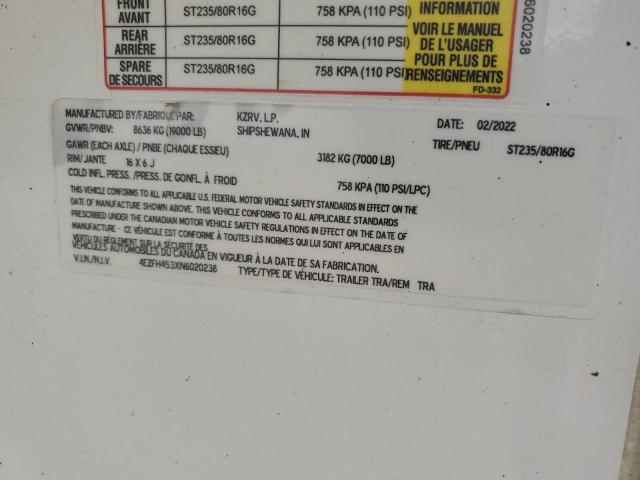 FRONT
AVANT
ST235/80R16G
758 KPA (110 PSI)
REAR
ARRIÈRE
ST235/80R16G
758 KPA (110 PSI)
SPARE
DE SECOURS
ST235/80R16G
758 KPA (110 PSI)
INFORMATION
VOIR LE MANUEL
DE L'USAGER
POUR PLUS DE
RENSEIGNEMENTS
FD-332
6020238
MANUFACTURED BY/FABRIQUE PAR: KZRV, L.P. DATE: 02/2022
GVWR/PNBV: 8636 KG (19000 LB) SHIPSHEWANA, IN
GAWR (EACH AXLE) / PNBE (CHAQUE ESSIEU) 3182 KG (7000 LB) TIRE/PNEU ST235/80R16G
RIM/JANTE 16 X 6 J
COLD INFL. PRESS. /PRESS. DE GONFL. À FROID 758 KPA (110 PSI/LPC)
THIS VEHICLE CONFORMS TO ALL APPLICABLE U.S. FEDERAL MOTOR VEHICLE SAFETY STANDARDS IN EFFECT ON THE
DATE OF MANUFACTURE SHOWN ABOVE. THIS VEHICLE CONFORMS TO ALL APPLICABLE STANDARDS
PRESCRIBED UNDER THE CANADIAN MOTOR VEHICLE SAFETY REGULATIONS IN EFFECT ON THE DATE OF
MANUFACTURE - CE VÉHICULE EST CONFORME À TOUTES LES NORMES QUI LUI SONT APPLICABLES EN
VERTU DU RÈGLEMENT SUR LA SÉCURITÉ DES
VÉHICULES AUTOMOBILES DU CANADA EN VIGUEUR À LA DATE DE SA FABRICATION.
V.I.N./N.I.V. 4EZFH453XN6020238 TYPE/TYPE DE VÉHICULE: TRAILER TRA/REM TRA